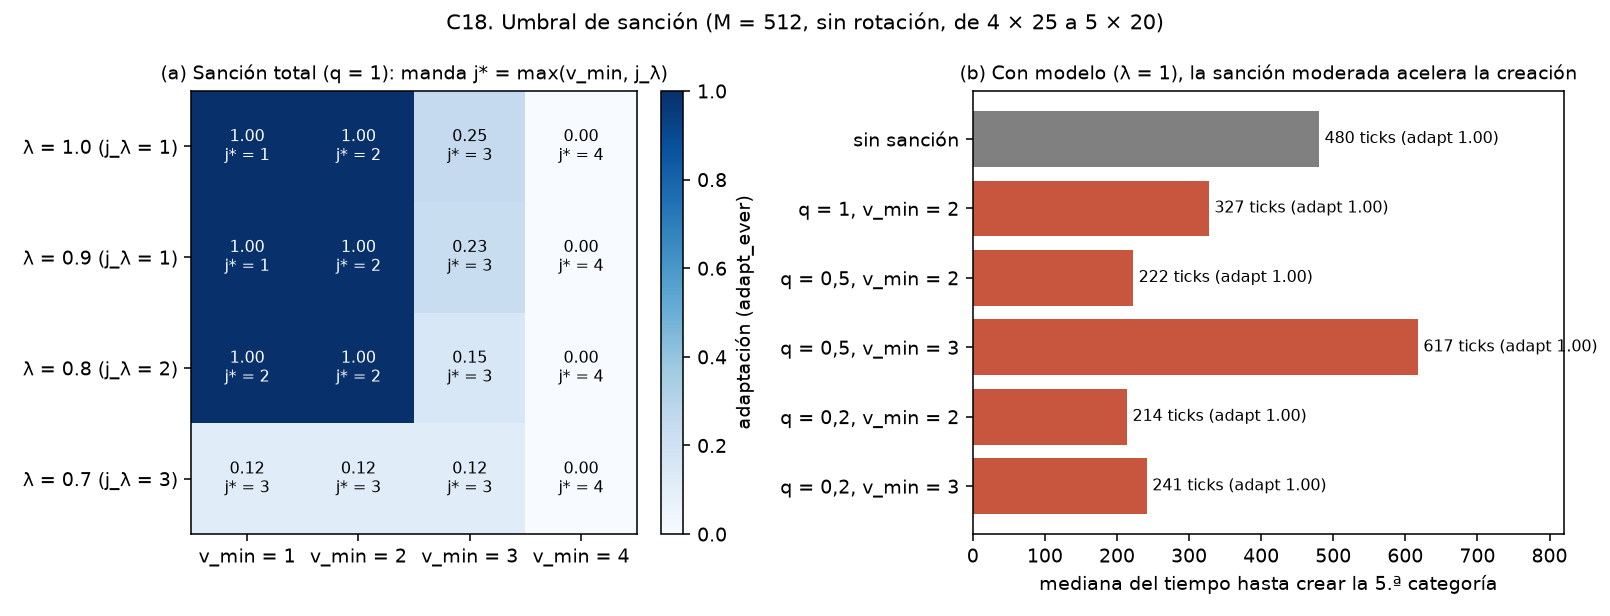 C18. Umbral de sanción (M = 512, sin rotación, de 4 × 25 a 5 × 20)
(a) Sanción total (q = 1): manda j* = max(v_min, j_λ)
λ = 1.0 (j_λ = 1)
1.00 1.00 0.25 0.00
j* = 1 j* = 2 j* = 3 j* = 4
λ = 0.9 (j_λ = 1)
1.00 1.00 0.23 0.00
j* = 1 j* = 2 j* = 3 j* = 4
λ = 0.8 (j_λ = 2)
1.00 1.00 0.15 0.00
j* = 2 j* = 2 j* = 3 j* = 4
λ = 0.7 (j_λ = 3)
0.12 0.12 0.12 0.00
j* = 3 j* = 3 j* = 3 j* = 4
v_min = 1 v_min = 2 v_min = 3 v_min = 4
1.0
0.8
0.6
0.4
0.2
0.0
adaptación (adapt_ever)
(b) Con modelo (λ = 1), la sanción moderada acelera la creación
sin sanción 480 ticks (adapt 1.00)
q = 1, v_min = 2 327 ticks (adapt 1.00)
q = 0,5, v_min = 2 222 ticks (adapt 1.00)
q = 0,5, v_min = 3 617 ticks (adapt 1.00)
q = 0,2, v_min = 2 214 ticks (adapt 1.00)
q = 0,2, v_min = 3 241 ticks (adapt 1.00)
0 100 200 300 400 500 600 700 800
mediana del tiempo hasta crear la 5.ª categoría